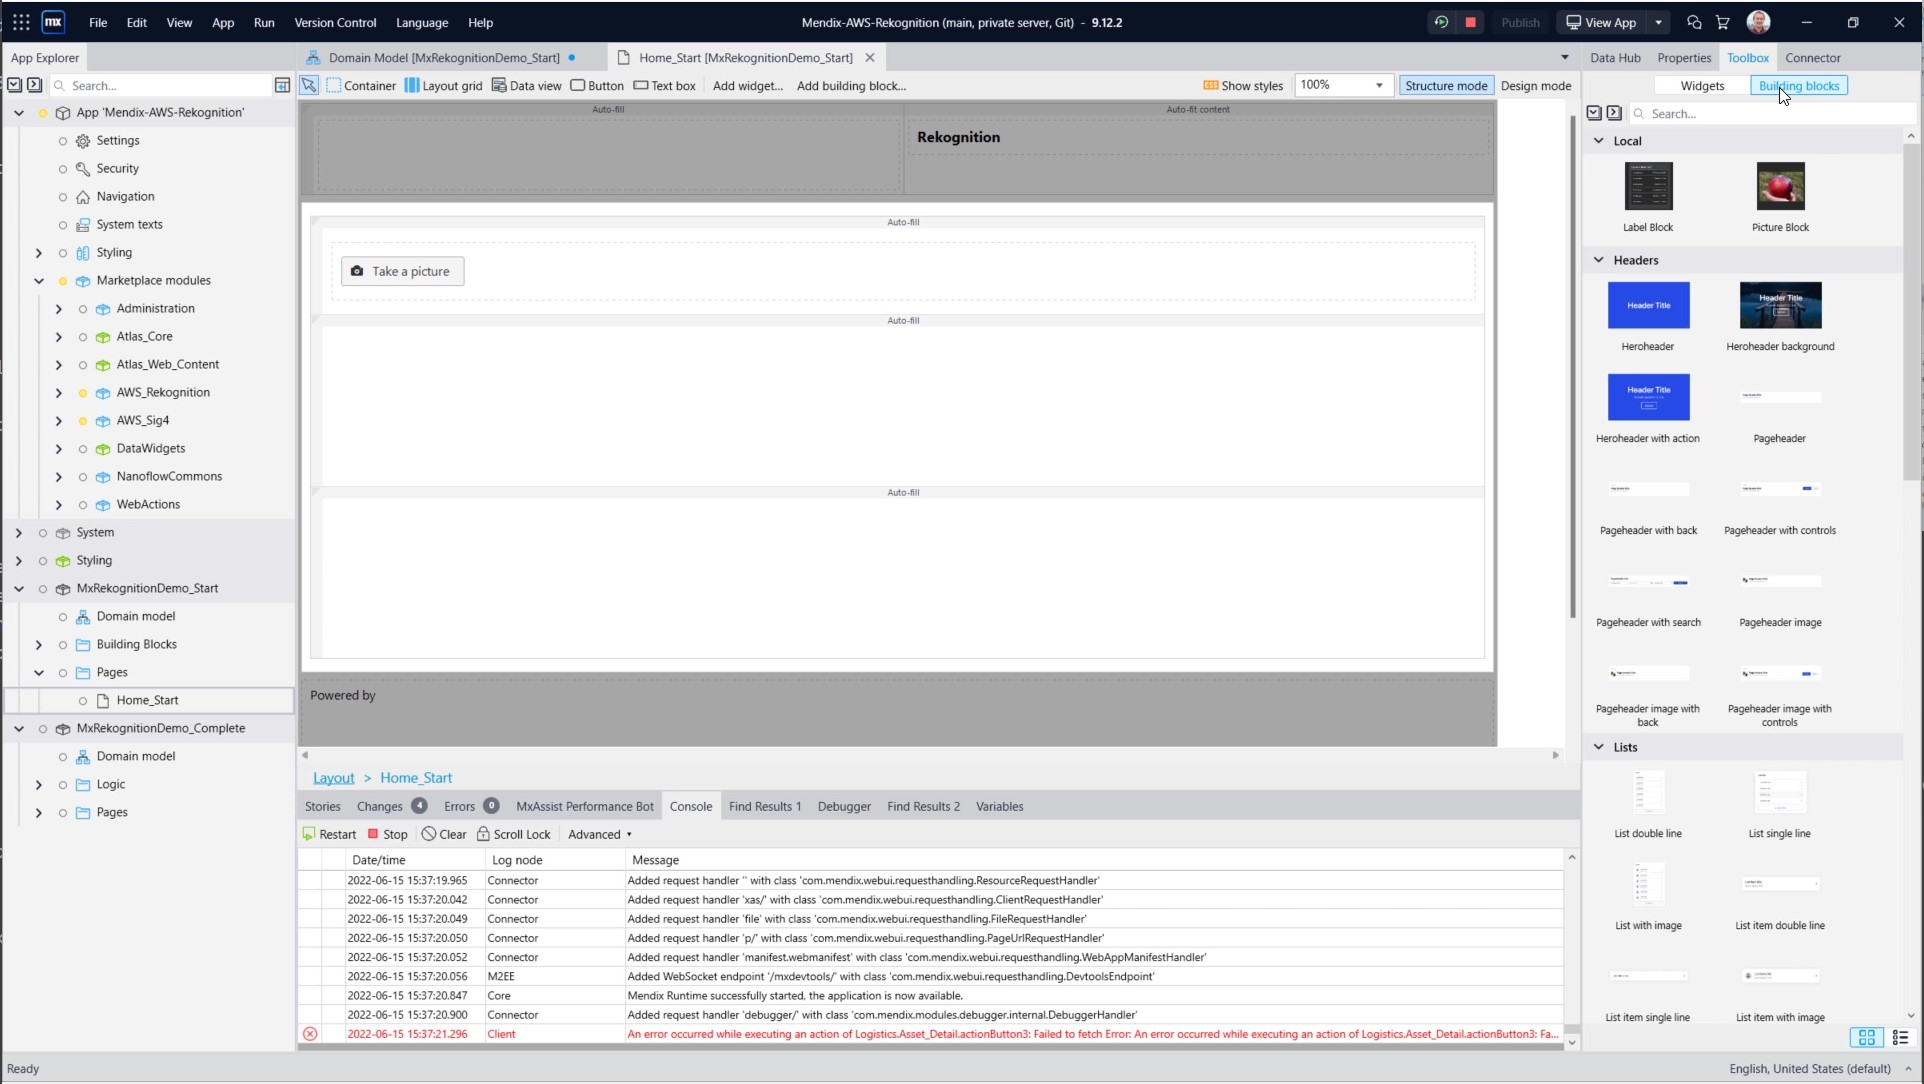 mx File Edit View App Run Version Control Language Help Mendix-AWS-Rekognition (main, private server, Git) - 9.12.2 Publish View App
App Explorer Domain Model [MxRekognitionDemo_Start] Home_Start [MxRekognitionDemo_Start] Data Hub Properties Toolbox Connector
Search... Container Layout grid Data view Button Text box Add widget... Add building block... Show styles 100% Structure mode Design mode Widgets Building blocks
App 'Mendix-AWS-Rekognition'
Settings
Security
Navigation
System texts
Styling
Marketplace modules
Administration
Atlas_Core
Atlas_Web_Content
AWS_Rekognition
AWS_Sig4
DataWidgets
NanoflowCommons
WebActions
System
Styling
MxRekognitionDemo_Start
Domain model
Building Blocks
Pages
Home_Start
MxRekognitionDemo_Complete
Domain model
Logic
Pages
Auto-fill Auto-fit content
Rekognition
Auto-fill
Take a picture
Auto-fill
Auto-fill
Powered by
Layout > Home_Start
Stories Changes 4 Errors 0 MxAssist Performance Bot Console Find Results 1 Debugger Find Results 2 Variables
Restart Stop Clear Scroll Lock Advanced
Date/time Log node Message
2022-06-15 15:37:19.965 Connector Added request handler '' with class 'com.mendix.webui.requesthandling.ResourceRequestHandler'
2022-06-15 15:37:20.042 Connector Added request handler 'xas/' with class 'com.mendix.webui.requesthandling.ClientRequestHandler'
2022-06-15 15:37:20.049 Connector Added request handler 'file' with class 'com.mendix.webui.requesthandling.FileRequestHandler'
2022-06-15 15:37:20.050 Connector Added request handler 'p/' with class 'com.mendix.webui.requesthandling.PageUrlRequestHandler'
2022-06-15 15:37:20.052 Connector Added request handler 'manifest.webmanifest' with class 'com.mendix.webui.requesthandling.WebAppManifestHandler'
2022-06-15 15:37:20.056 M2EE Added WebSocket endpoint '/mxdevtools/' with class 'com.mendix.webui.requesthandling.DevtoolsEndpoint'
2022-06-15 15:37:20.847 Core Mendix Runtime successfully started, the application is now available.
2022-06-15 15:37:20.900 Connector Added request handler 'debugger/' with class 'com.mendix.modules.debugger.internal.DebuggerHandler'
2022-06-15 15:37:21.296 Client An error occurred while executing an action of Logistics.Asset_Detail.actionButton3: Failed to fetch Error: An error occurred while executing an action of Logistics.Asset_Detail.actionButton3: Fa...
Search...
Local
Label Block Picture Block
Headers
Header Title Header Title
Heroheader Heroheader background
Header Title
Heroheader with action Pageheader
Pageheader with back Pageheader with controls
Pageheader with search Pageheader image
Pageheader image with back Pageheader image with controls
Lists
List double line List single line
List with image List item double line
List item single line List item with image
Ready English, United States (default)